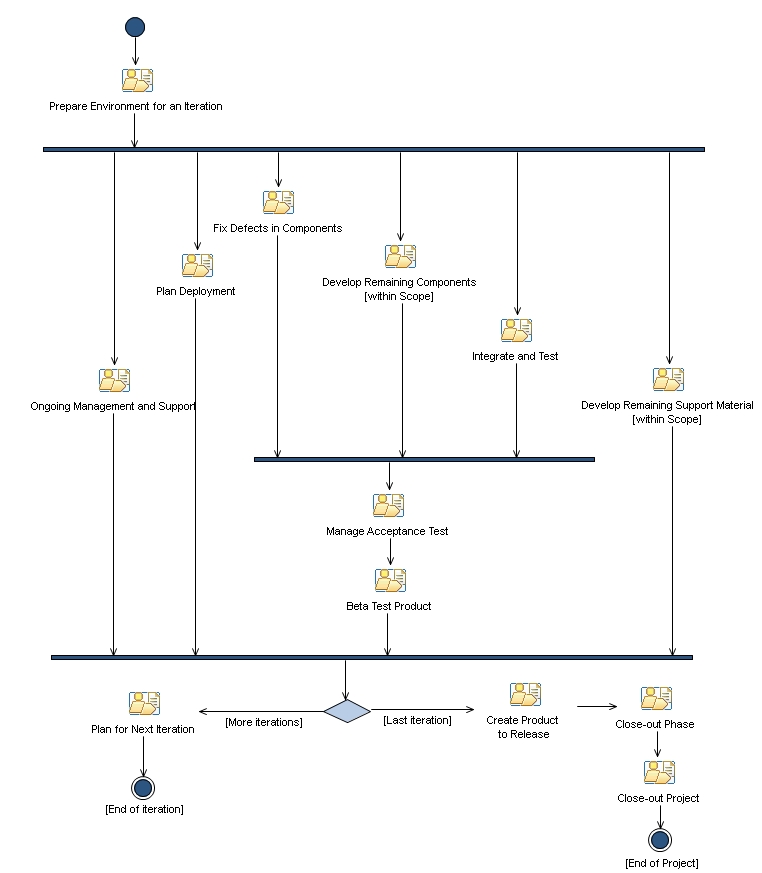 Prepare Environment for an Iteration
Fix Defects in Components
Plan Deployment
Develop Remaining Components
[within Scope]
Integrate and Test
Ongoing Management and Support
Develop Remaining Support Material
[within Scope]
Manage Acceptance Test
Beta Test Product
[More iterations]
[Last iteration]
Plan for Next Iteration
Create Product
to Release
Close-out Phase
[End of iteration]
Close-out Project
[End of Project]